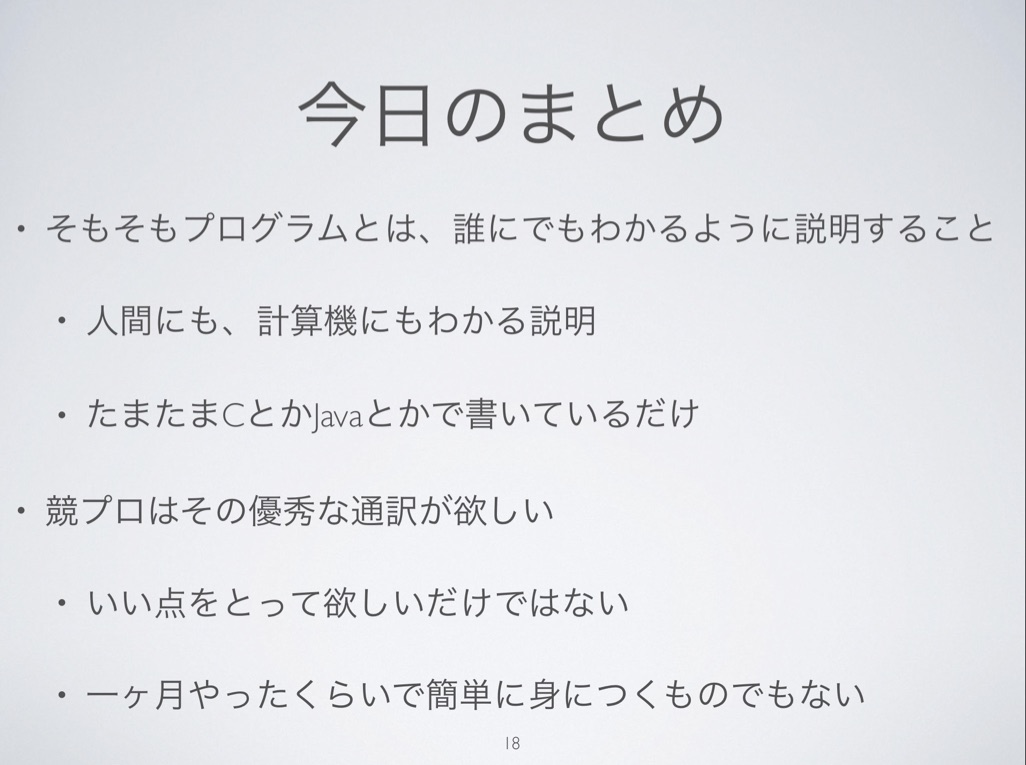 今日のまとめ
• そもそもプログラムとは、誰にでもわかるように説明すること
• 人間にも、計算機にもわかる説明
• たまたまCとかJavaとかで書いているだけ
• 競プロはその優秀な通訳が欲しい
• いい点をとって欲しいだけではない
• 一ヶ月やったくらいで簡単に身につくものでもない
18